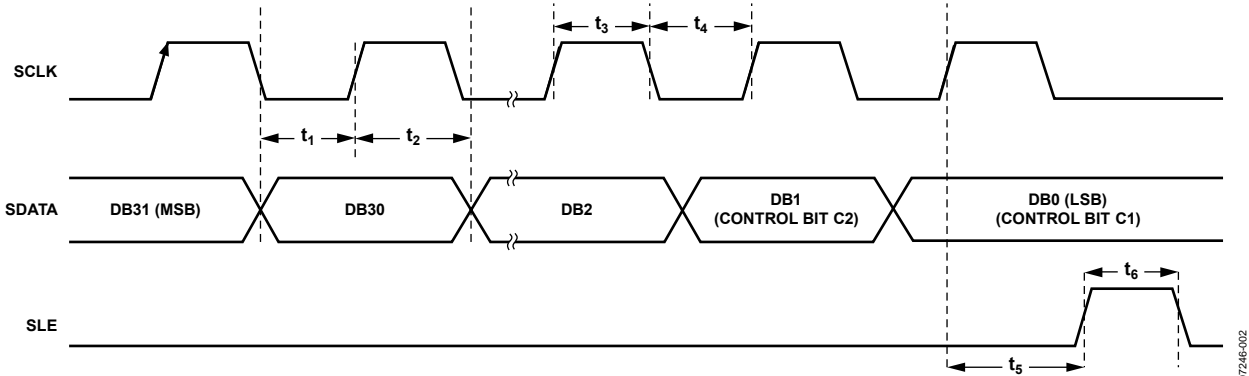 t3
t4
SCLK
t1
t2
SDATA
DB31 (MSB)
DB30
DB2
DB1
(CONTROL BIT C2)
DB0 (LSB)
(CONTROL BIT C1)
t6
SLE
t5
7246-002